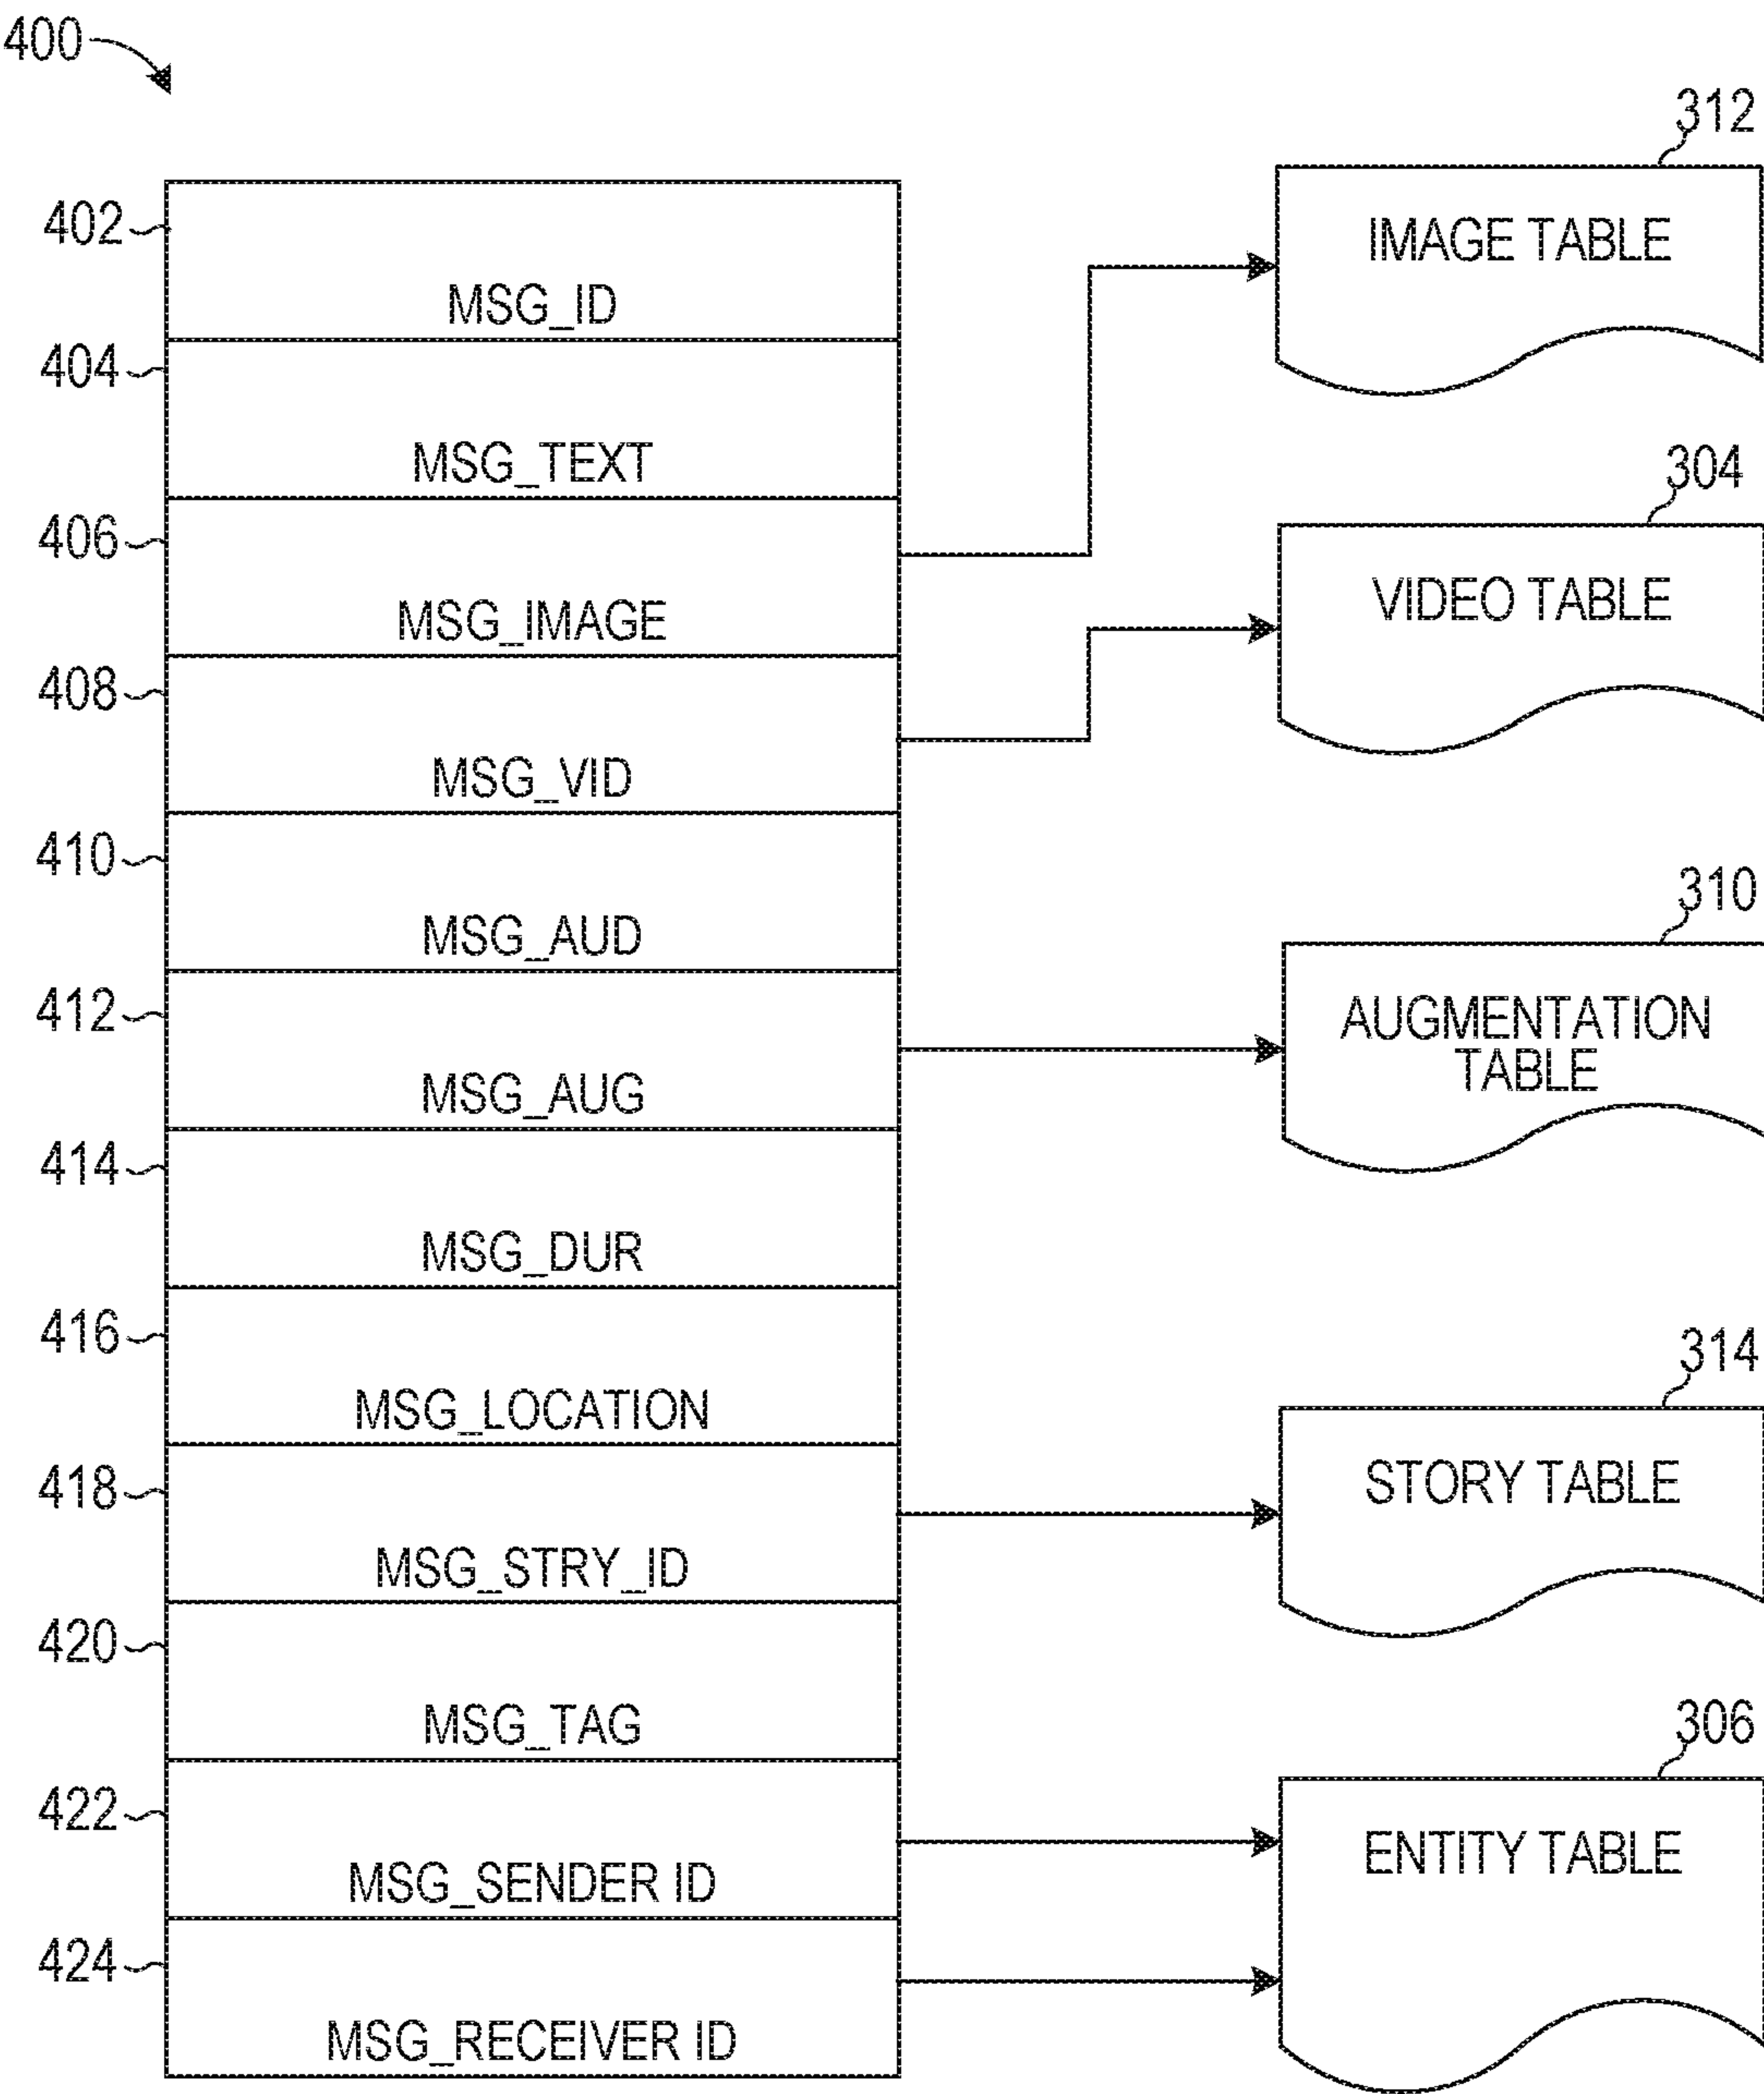 400
312
402
IMAGE TABLE
MSG_ID
404
MSG_TEXT
304
406
VIDEO TABLE
MSG_IMAGE
408
MSG_VID
410
310
MSG_AUD
412
AUGMENTATION
TABLE
MSG_AUG
414
MSG_DUR
416
314
MSG_LOCATION
418
STORY TABLE
MSG_STRY_ID
420
MSG_TAG
306
422
ENTITY TABLE
MSG_SENDER ID
424
MSG_RECEIVER ID